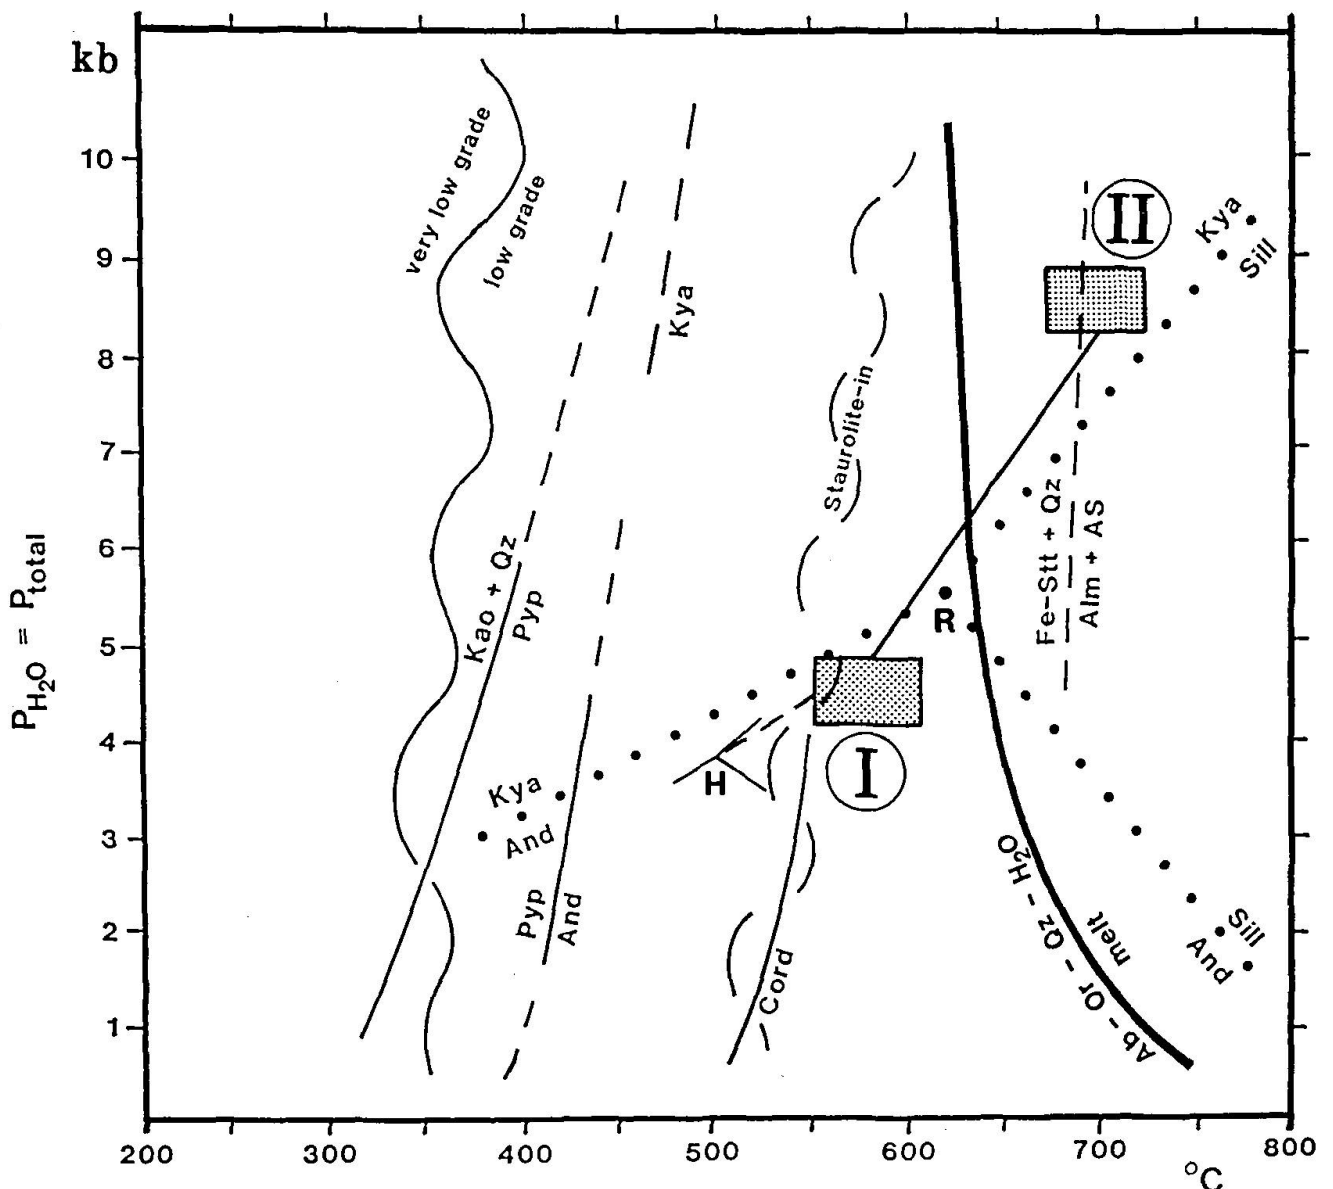 kb
10
9
8
7
6
5
4
3
2
1
P_H₂O = P_total
200
300
400
500
600
700
800
°C
very low grade
low grade
Kao + Qz
Pyp
Kya
Kya
And
Pyp
And
Staurolite-in
H
I
Cord
R
II
Kya
Sill
Fe-Stt + Qz
Alm + AS
Ab - Or - Qz - H₂O
melt
Sill
And